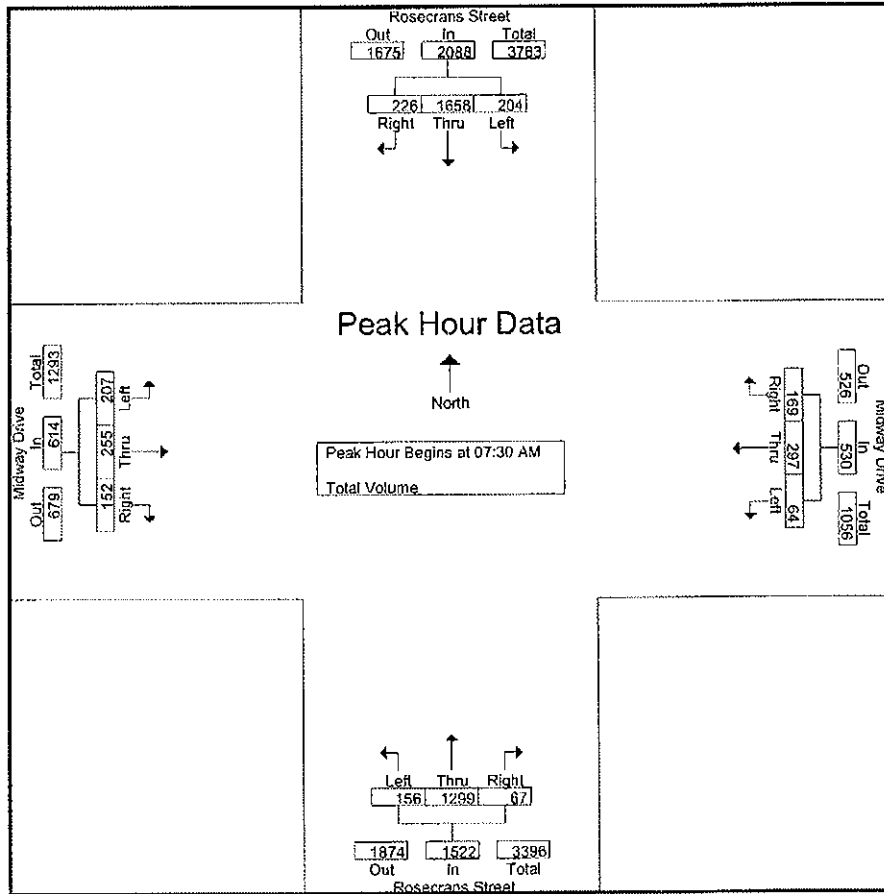 Rosecrans Street
Out In Total
1675 2088 3763
226 1658 204
Right Thru Left
Peak Hour Data
North
Peak Hour Begins at 07:30 AM
Total Volume
Midway Drive
Out In Total
679 614 1293
Left Thru Right
207 255 152
Midway Drive
Out In Total
526 530 1056
Right Thru Left
169 297 64
Left Thru Right
156 1299 67
1874 1522 3396
Out In Total
Rosecrans Street